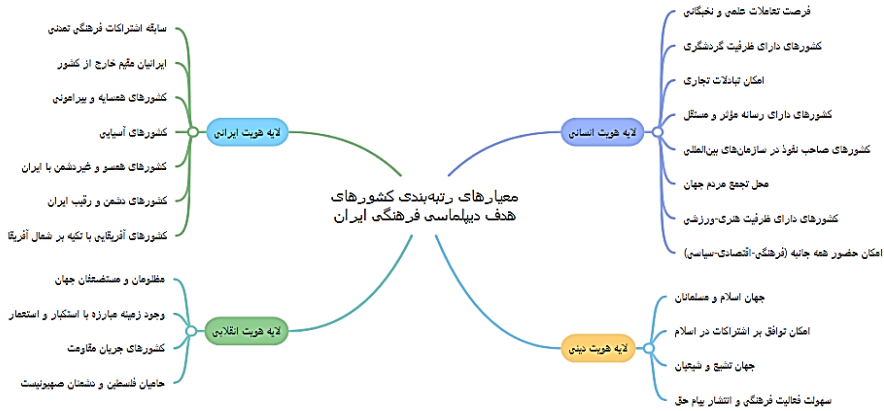 معیارهای رتبه‌بندی کشورهای
هدف دیپلماسی فرهنگی ایران
لایه هویت انسانی
فرصت تعاملات علمی و نخبگانی
کشورهای دارای ظرفیت گردشگری
امکان تبادلات تجاری
کشورهای دارای رسانه مؤثر و مستقل
کشورهای صاحب نفوذ در سازمان‌های بین‌المللی
محل تجمع مردم جهان
کشورهای دارای ظرفیت هنری-ورزشی
امکان حضور همه جانبه (فرهنگی-اقتصادی-سیاسی)
لایه هویت دینی
جهان اسلام و مسلمانان
امکان توافق بر اشتراکات در اسلام
جهان تشیع و شیعیان
سهولت فعالیت فرهنگی و انتشار پیام حق
لایه هویت ایرانی
سابقه اشتراکات فرهنگی تمدنی
ایرانیان مقیم خارج از کشور
کشورهای همسایه و پیرامونی
کشورهای آسیایی
کشورهای همسو و غیردشمن با ایران
کشورهای دشمن و رقیب ایران
کشورهای آفریقایی با تکیه بر شمال آفریقا
لایه هویت انقلابی
مظلومان و مستضعفان جهان
وجود زمینه مبارزه با استکبار و استعمار
کشورهای جریان مقاومت
حامیان فلسطین و دشمنان صهیونیست